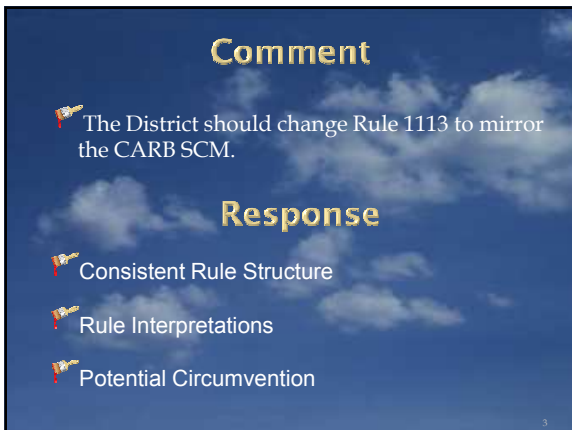 Comment
The District should change Rule 1113 to mirror
the CARB SCM.
Response
Consistent Rule Structure
Rule Interpretations
Potential Circumvention
3